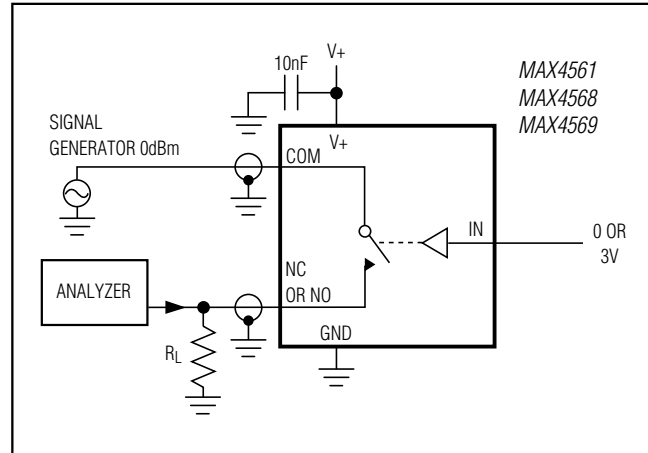 10nF
V+
MAX4561
MAX4568
MAX4569
SIGNAL
GENERATOR 0dBm
V+
COM
IN
0 OR
3V
NC
OR NO
ANALYZER
GND
RL